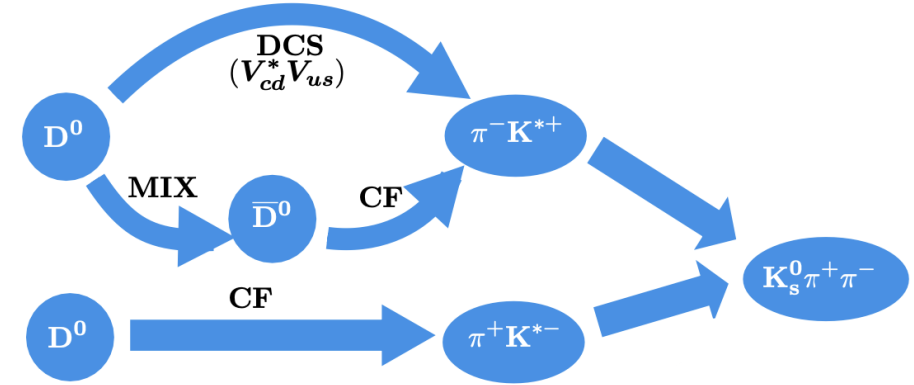 DCS
(V*cdVus)
D⁰
π⁻K*⁺
MIX
D̅⁰
CF
K⁰ₛπ⁺π⁻
CF
D⁰
π⁺K*⁻